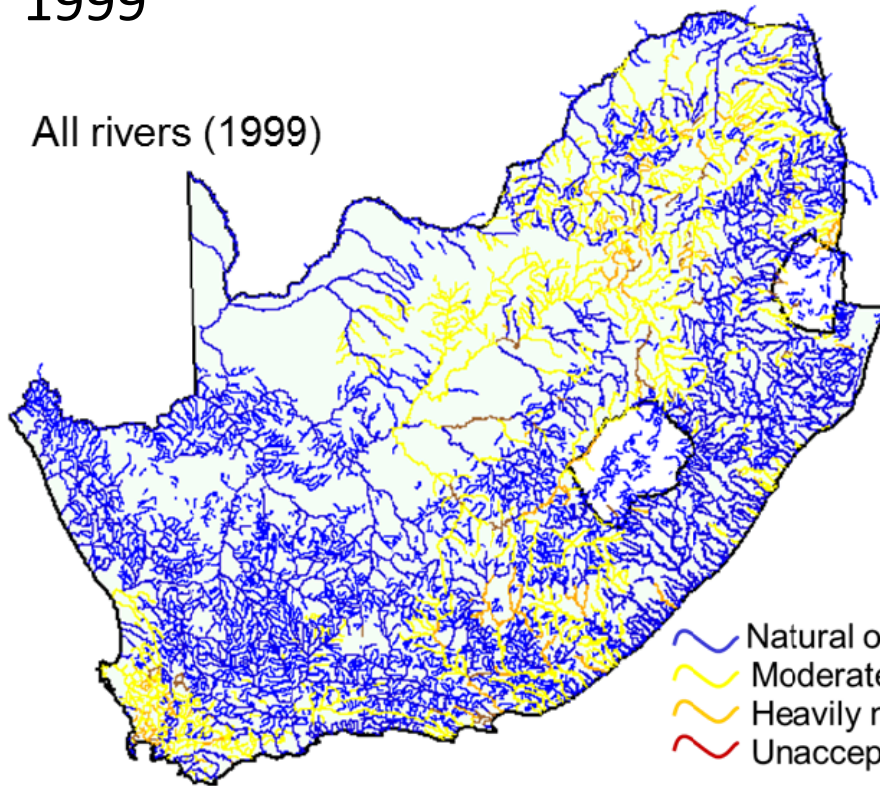 1999
All rivers (1999)
Natural o
Moderate
Heavily r
Unaccep